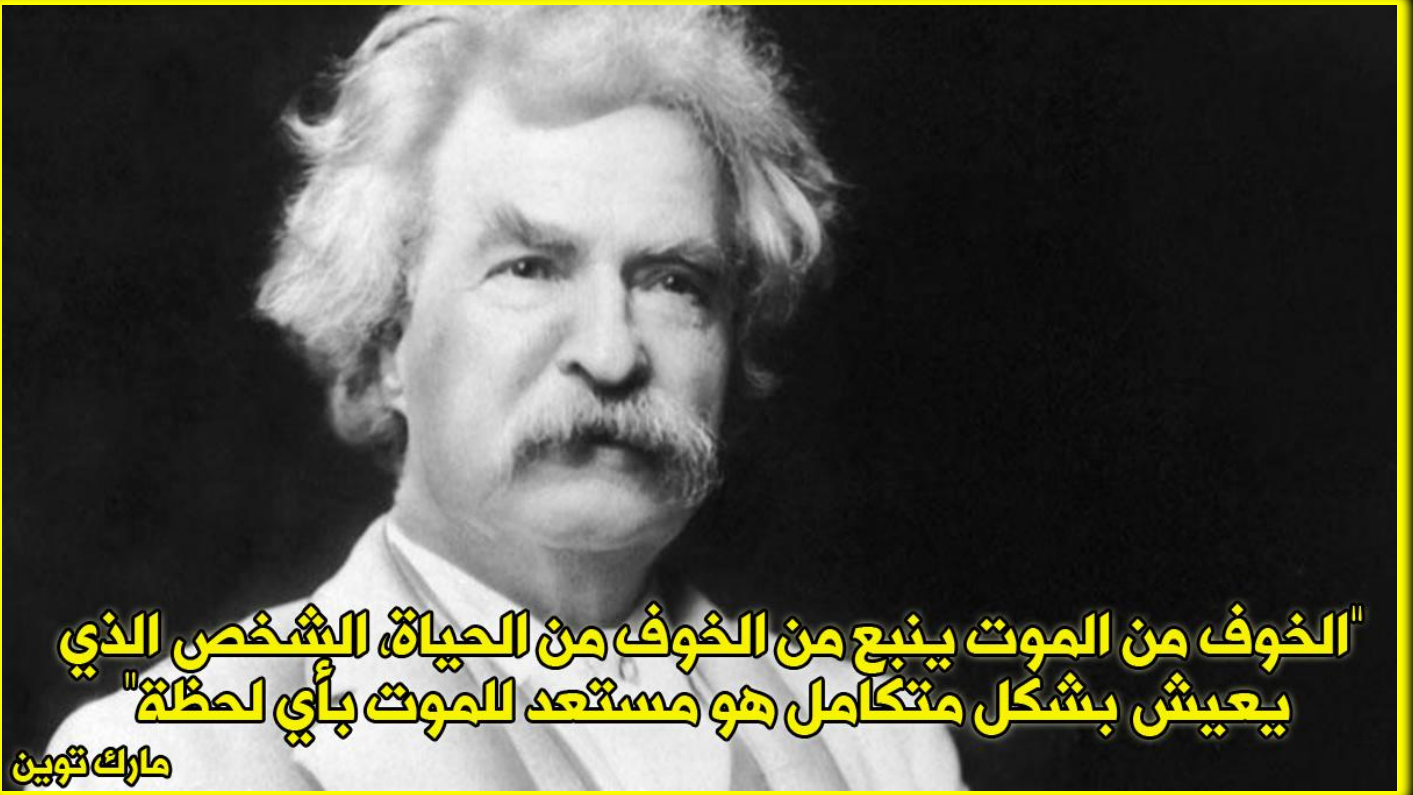 "الخوف من الموت ينبع من الخوف من الحياة، الشخص الذي
يعيش بشكل متكامل هو مستعد للموت بأي لحظة"
مارك توين